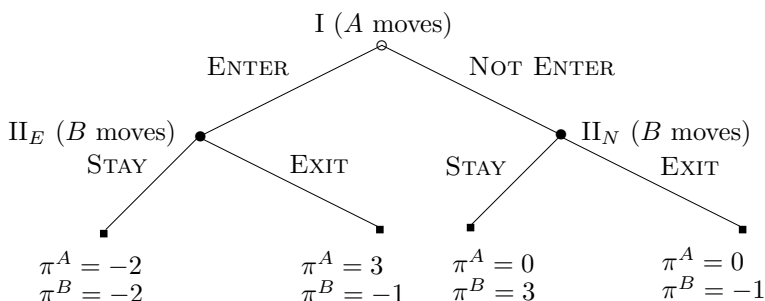 I (A moves)
ENTER
NOT ENTER
II_E (B moves)
II_N (B moves)
STAY
EXIT
STAY
EXIT
π^A = −2
π^B = −2
π^A = 3
π^B = −1
π^A = 0
π^B = 3
π^A = 0
π^B = −1